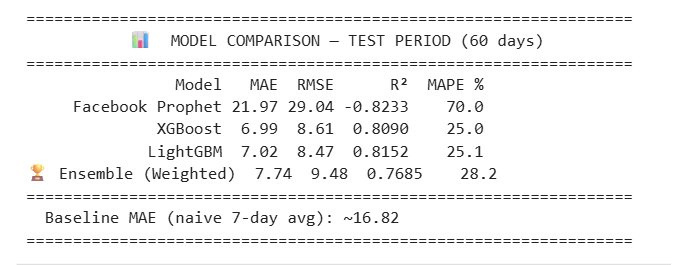 =================================================================
📊 MODEL COMPARISON — TEST PERIOD (60 days)
=================================================================
Model MAE RMSE R² MAPE %
Facebook Prophet 21.97 29.04 -0.8233 70.0
XGBoost 6.99 8.61 0.8090 25.0
LightGBM 7.02 8.47 0.8152 25.1
🏆 Ensemble (Weighted) 7.74 9.48 0.7685 28.2
=================================================================
Baseline MAE (naive 7-day avg): ~16.82
=================================================================